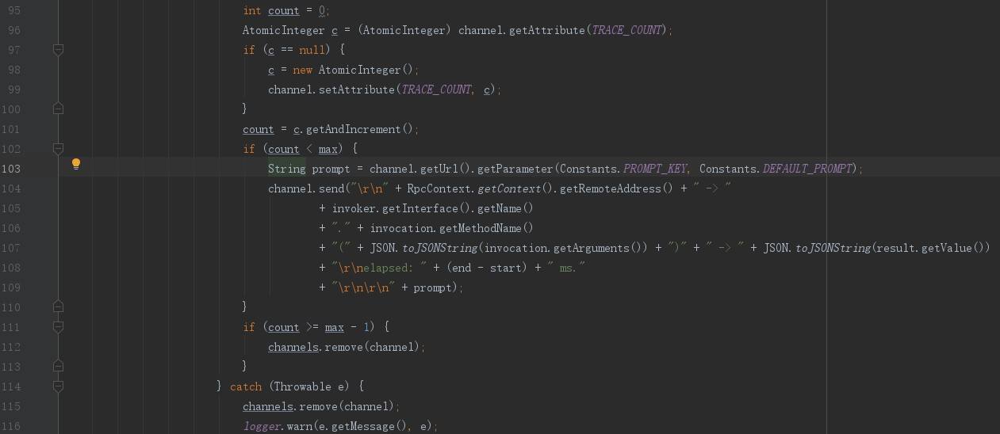 95 int count = 0;
96 AtomicInteger c = (AtomicInteger) channel.getAttribute(TRACE_COUNT);
97 if (c == null) {
98 c = new AtomicInteger();
99 channel.setAttribute(TRACE_COUNT, c);
100 }
101 count = c.getAndIncrement();
102 if (count < max) {
103 String prompt = channel.getUrl().getParameter(Constants.PROMPT_KEY, Constants.DEFAULT_PROMPT);
104 channel.send("\r\n" + RpcContext.getContext().getRemoteAddress() + " -> "
105 + invoker.getInterface().getName()
106 + "." + invocation.getMethodName()
107 + "(" + JSON.toJSONString(invocation.getArguments()) + ")" + " -> " + JSON.toJSONString(result.getValue())
108 + "\r\nelapsed: " + (end - start) + " ms."
109 + "\r\n\r\n" + prompt);
110 }
111 if (count >= max - 1) {
112 channels.remove(channel);
113 }
114 } catch (Throwable e) {
115 channels.remove(channel);
116 logger.warn(e.getMessage(), e);